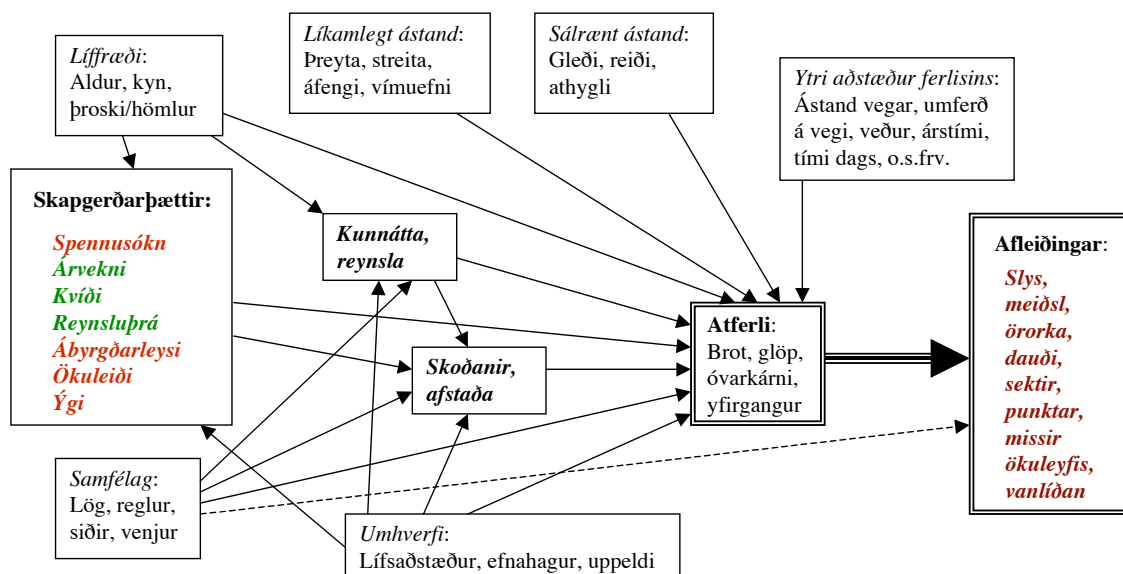 Líffræði:
Aldur, kyn,
þroski/hömlur
Líkamlegt ástand:
Þreyta, streita,
áfengi, vímuefni
Sálrænt ástand:
Gleði, reiði,
athygli
Ytri aðstæður ferlisins:
Ástand vegar, umferð
á vegi, veður, árstími,
tími dags, o.s.frv.
Skapgerðarþættir:
Spennusókn
Árvekni
Kvíði
Reynsluþrá
Ábyrgðarleysi
Ökuleiði
Ýgi
Kunnátta,
reynsla
Skoðanir,
afstaða
Atferli:
Brot, glöp,
óvarkárni,
yfirgangur
Afleiðingar:
Slys,
meiðsl,
örorka,
dauði,
sektir,
punktar,
missir
ökuleyfis,
vanlíðan
Samfélag:
Lög, reglur,
siðir, venjur
Umhverfi:
Lífsaðstæður, efnahagur, uppeldi